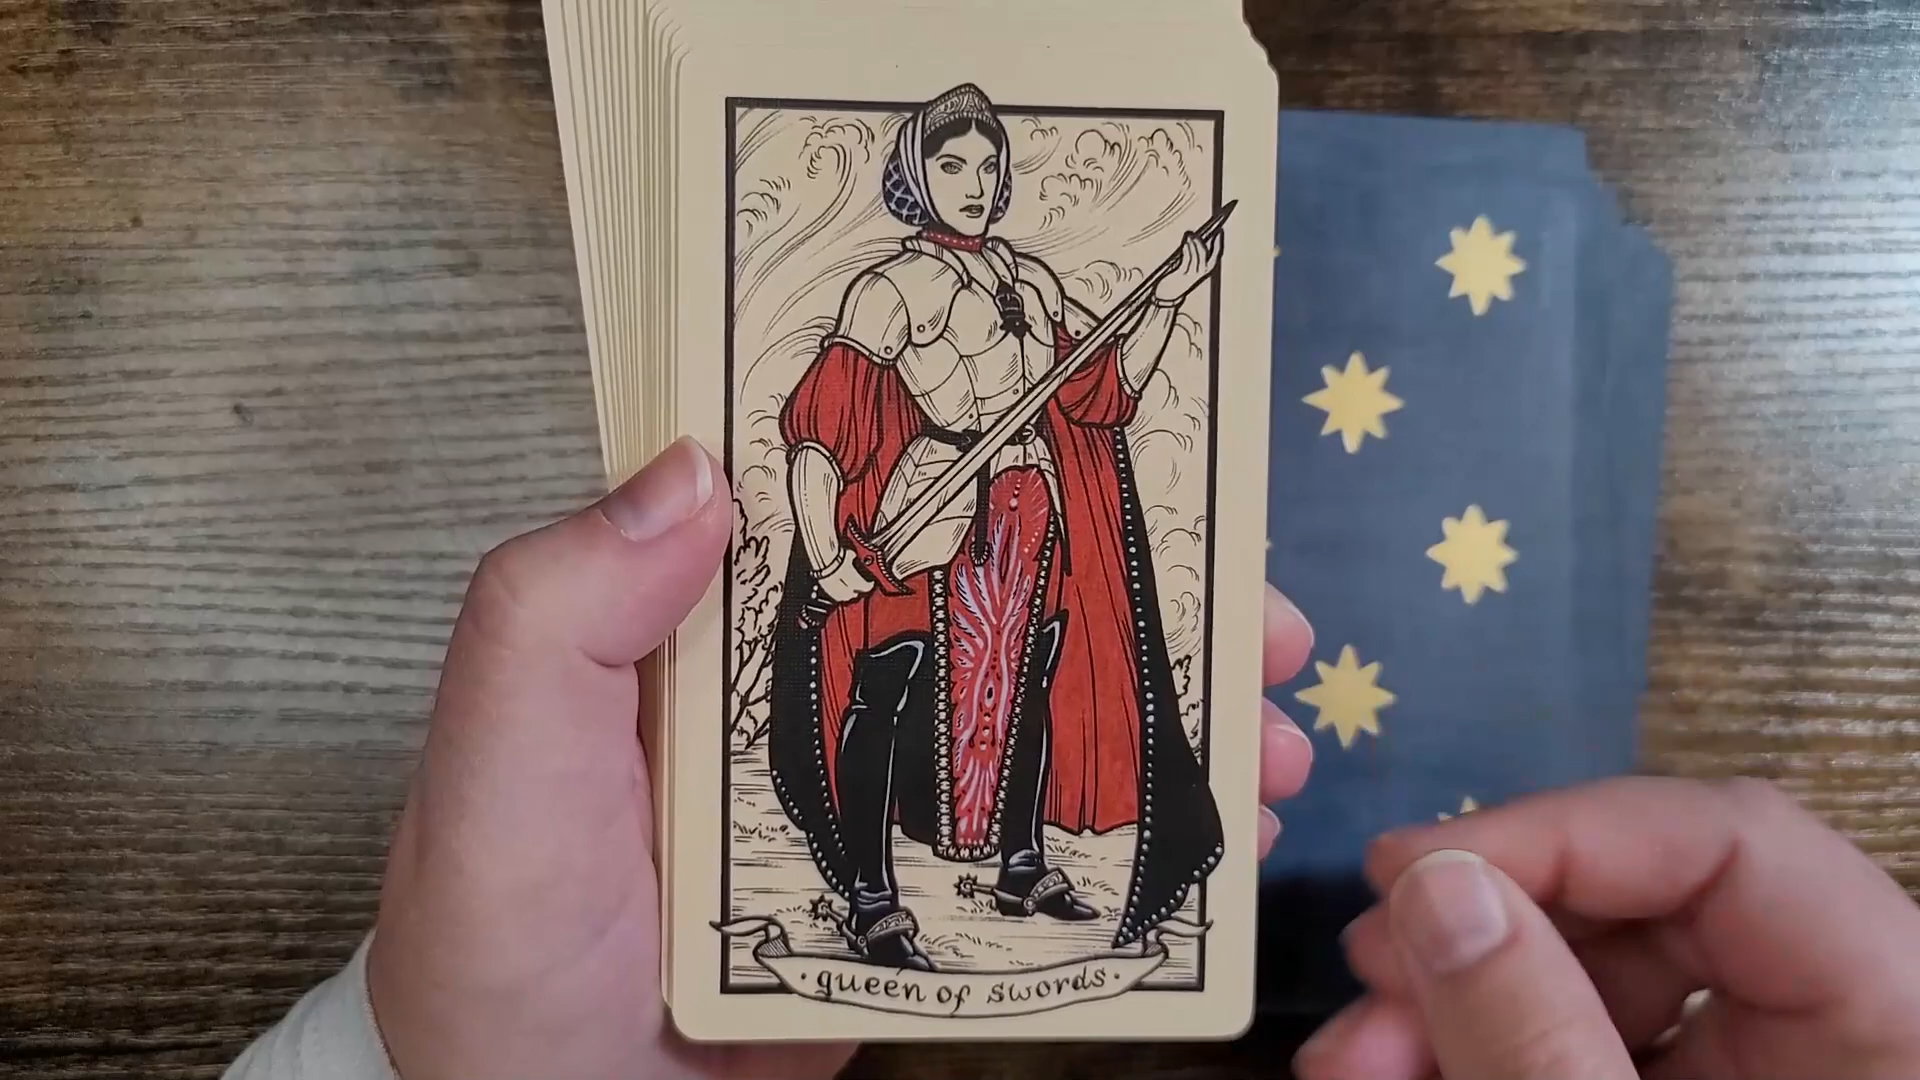 · queen of swords ·